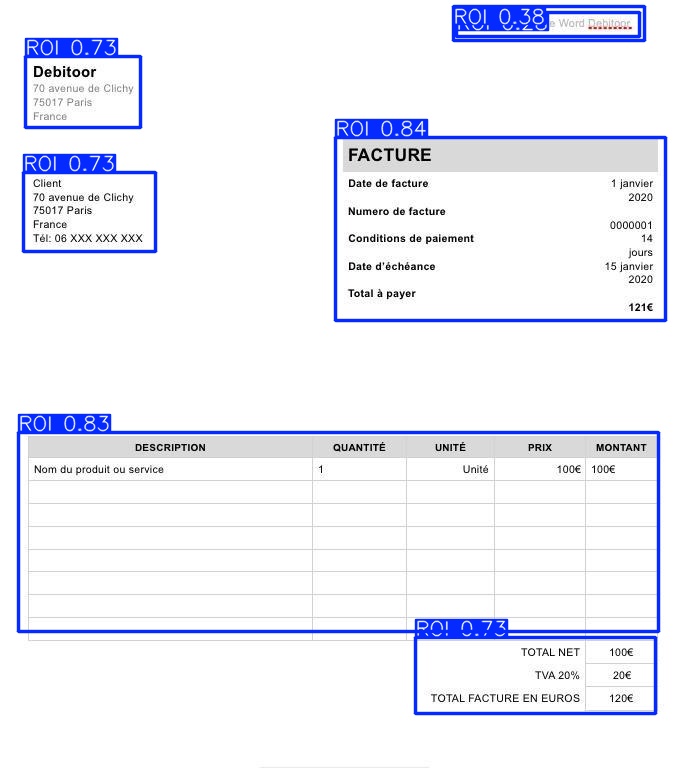 ROI 0.38
e Word Debitoor
ROI 0.73
Debitoor
70 avenue de Clichy
75017 Paris
France
ROI 0.73
Client
70 avenue de Clichy
75017 Paris
France
Tél: 06 XXX XXX XXX
ROI 0.84
FACTURE
Date de facture 1 janvier
2020
Numero de facture
0000001
Conditions de paiement 14
jours
Date d'échéance 15 janvier
2020
Total à payer
121€
ROI 0.83
DESCRIPTION QUANTITÉ UNITÉ PRIX MONTANT
Nom du produit ou service 1 Unité 100€ 100€
ROI 0.73
TOTAL NET 100€
TVA 20% 20€
TOTAL FACTURE EN EUROS 120€